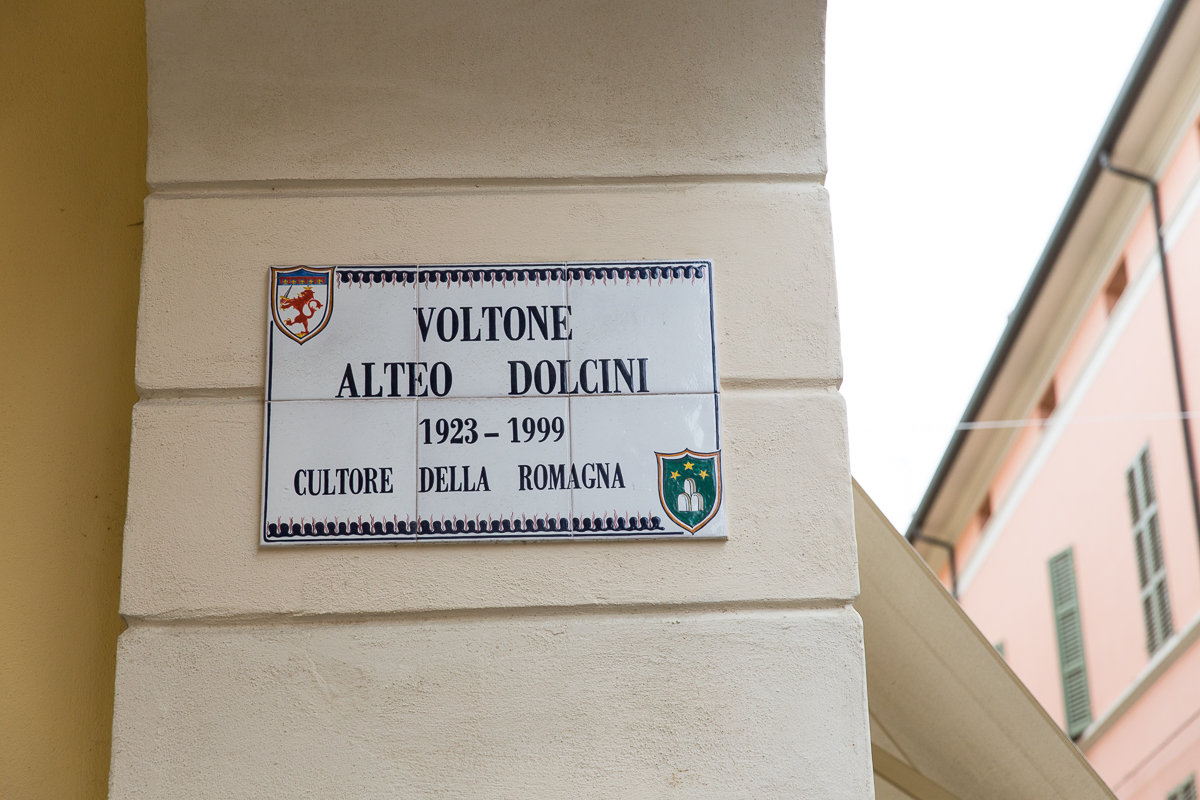 VOLTONE
ALTEO DOLCINI
1923 – 1999
CULTORE DELLA ROMAGNA